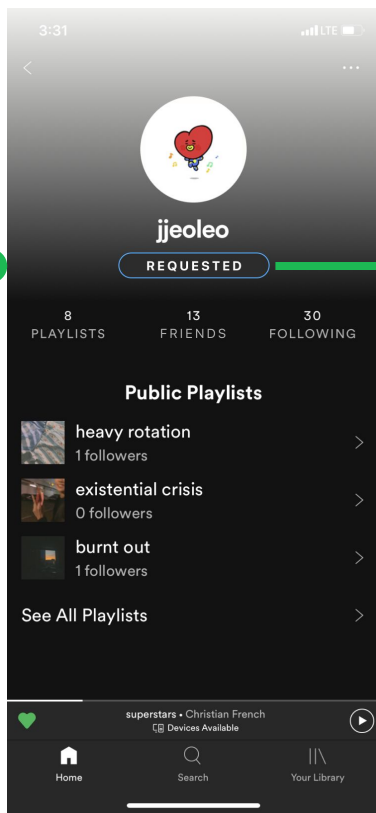 3:31
LTE
jjeoleo
REQUESTED
8 13 30
PLAYLISTS FRIENDS FOLLOWING
Public Playlists
heavy rotation
1 followers
existential crisis
0 followers
burnt out
1 followers
See All Playlists
superstars • Christian French
Devices Available
Home Search Your Library